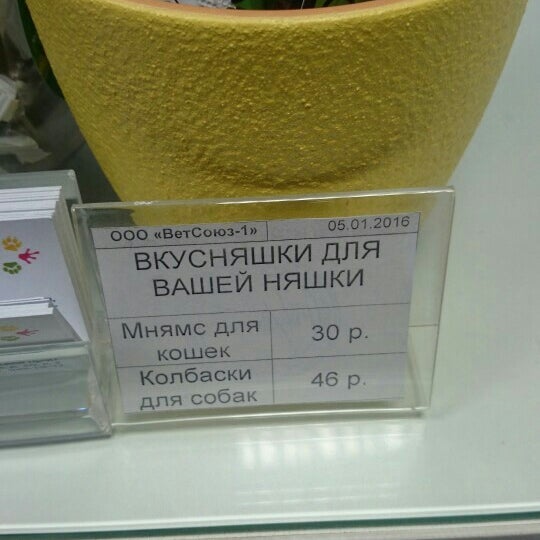 ООО «ВетСоюз-1» 05.01.2016
ВКУСНЯШКИ ДЛЯ
ВАШЕЙ НЯШКИ
Мнямс для
кошек
30 р.
Колбаски
для собак
46 р.